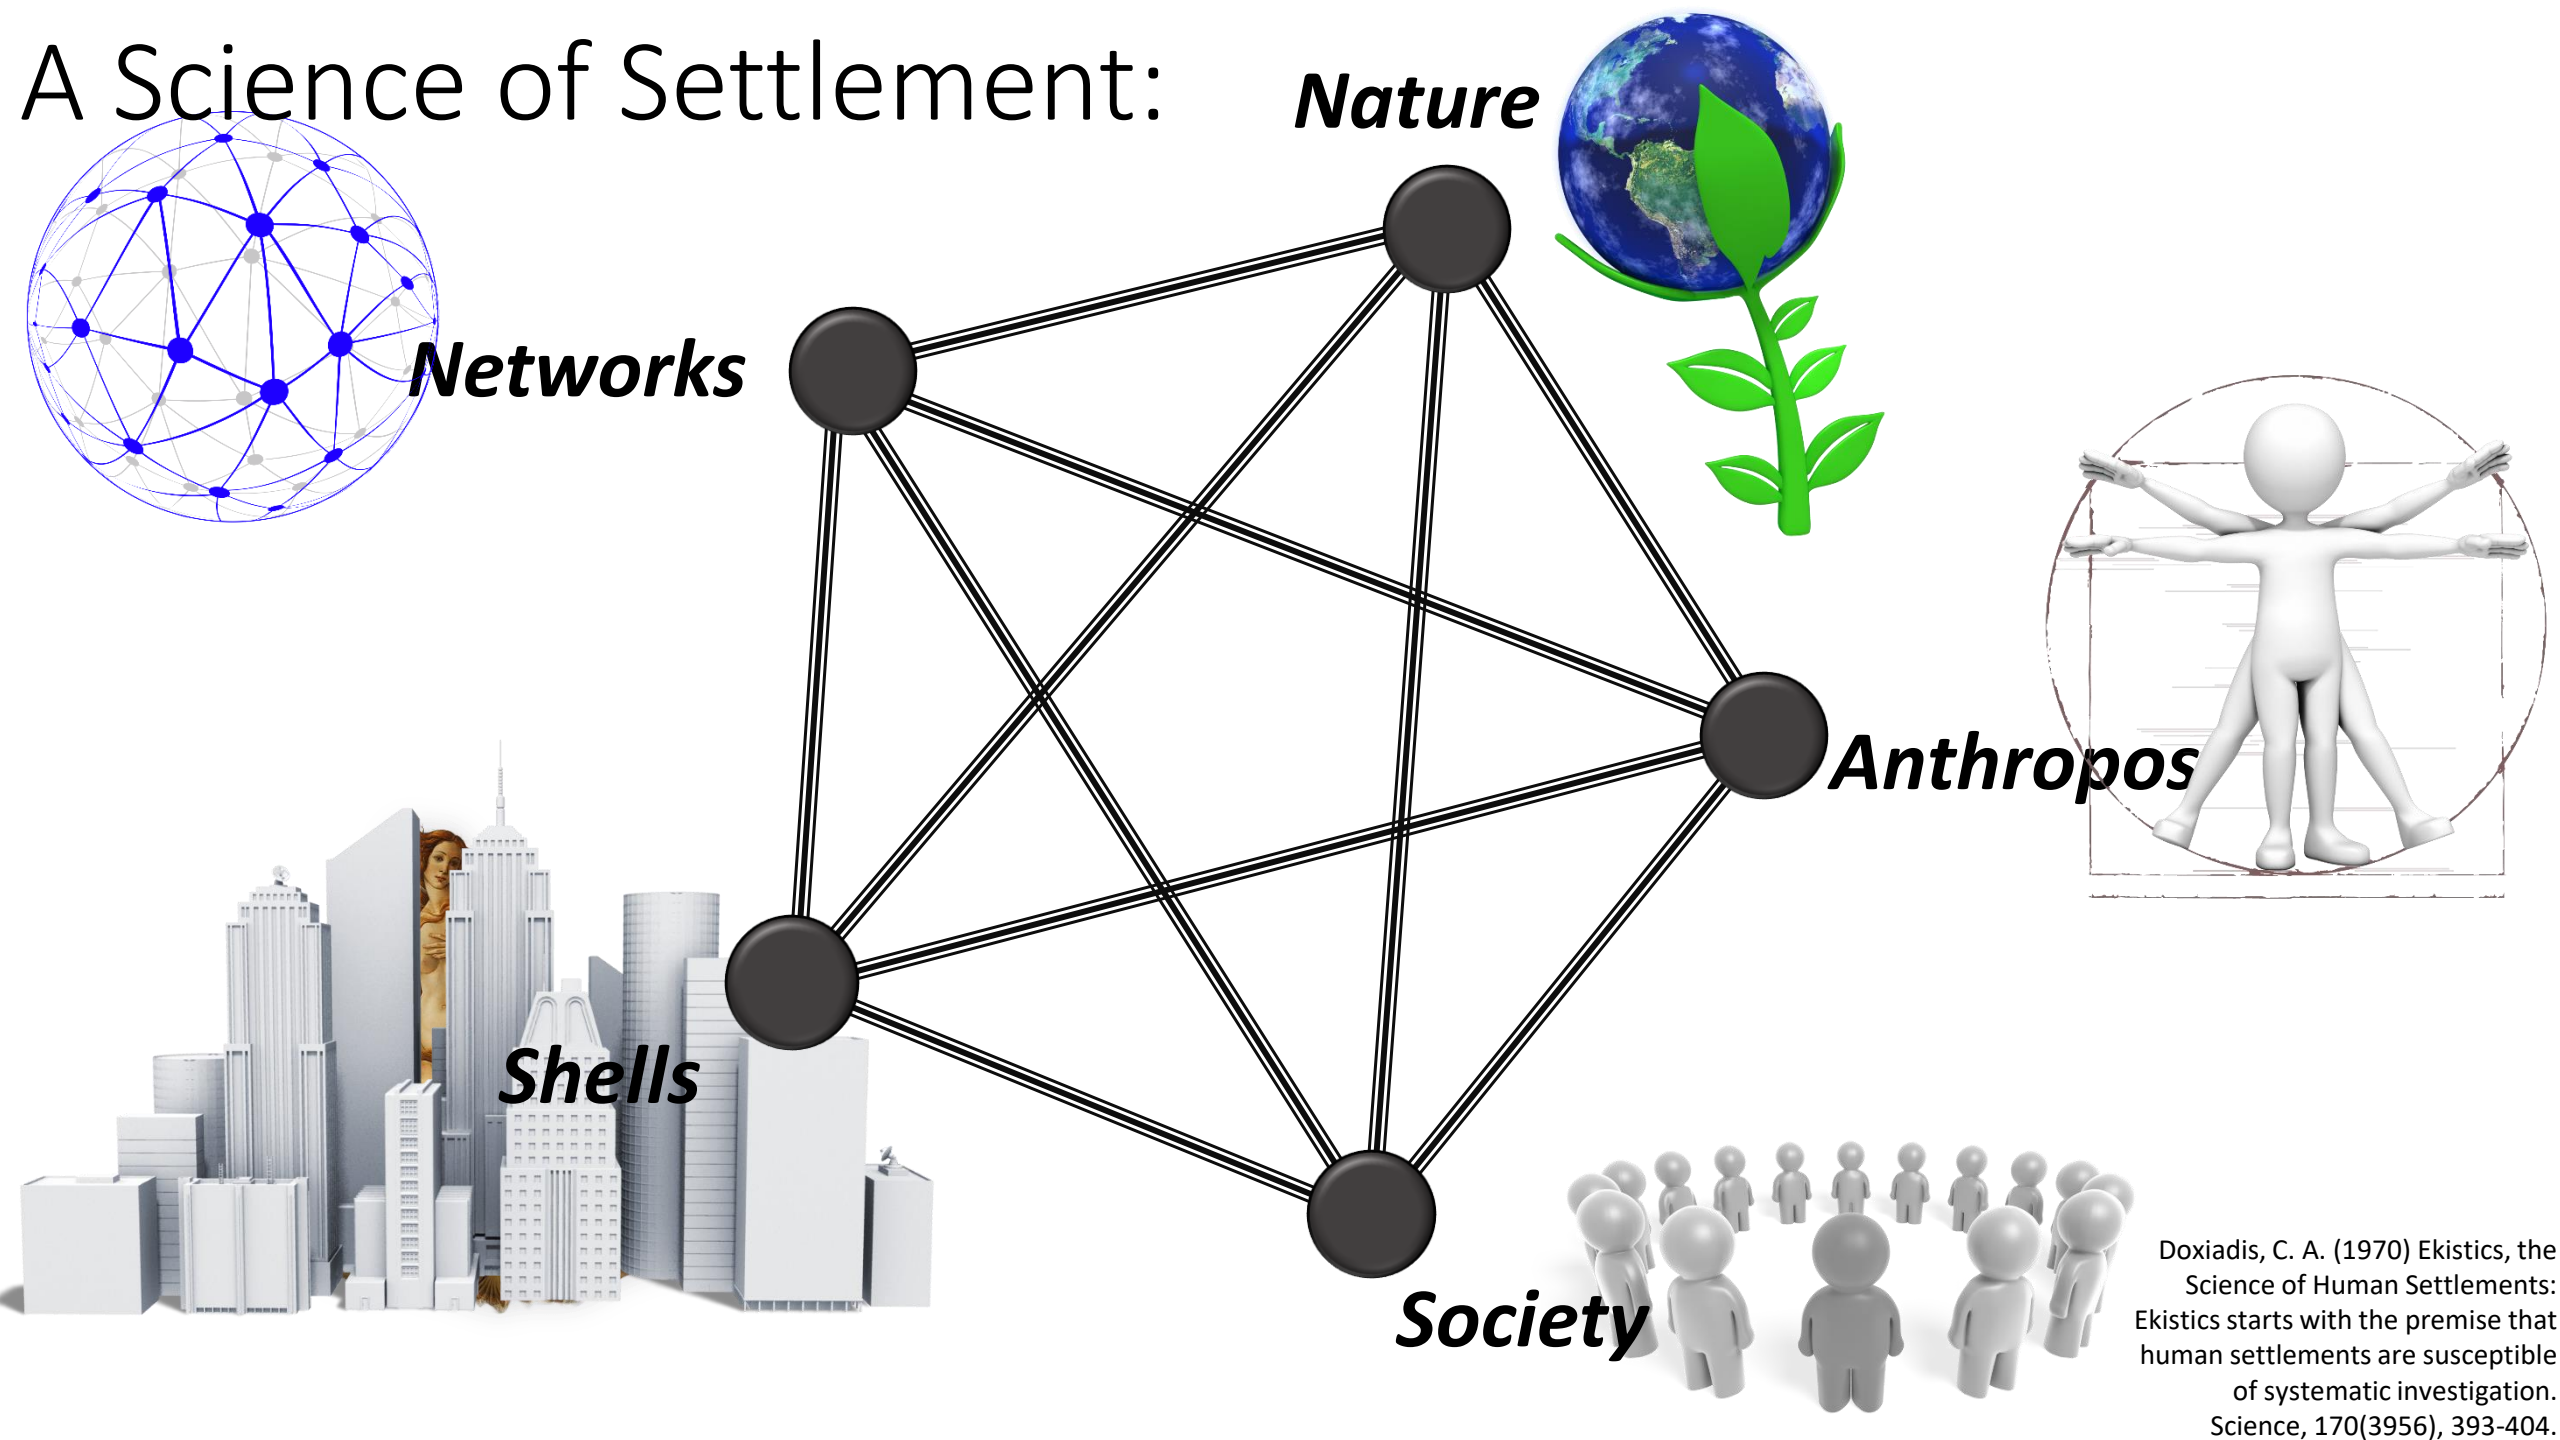 A Science of Settlement:
Nature
Networks
Anthropos
Shells
Society
Doxiadis, C. A. (1970) Ekistics, the
Science of Human Settlements:
Ekistics starts with the premise that
human settlements are susceptible
of systematic investigation.
Science, 170(3956), 393-404.